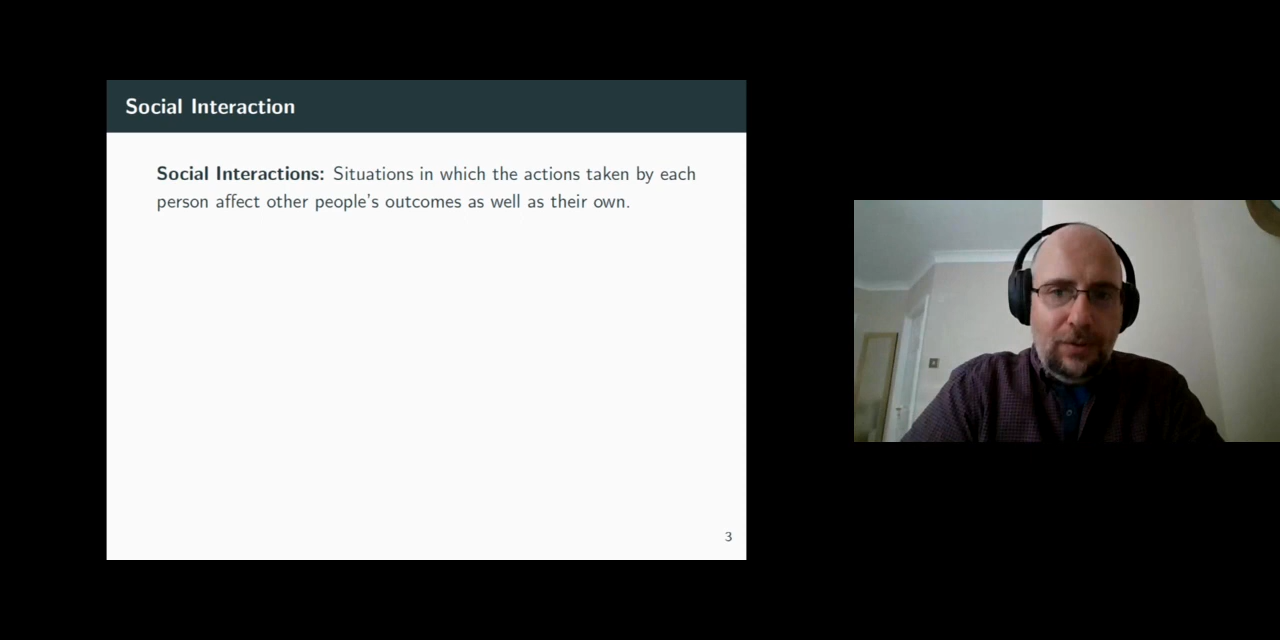 Social Interaction
Social Interactions: Situations in which the actions taken by each
person affect other people's outcomes as well as their own.
3